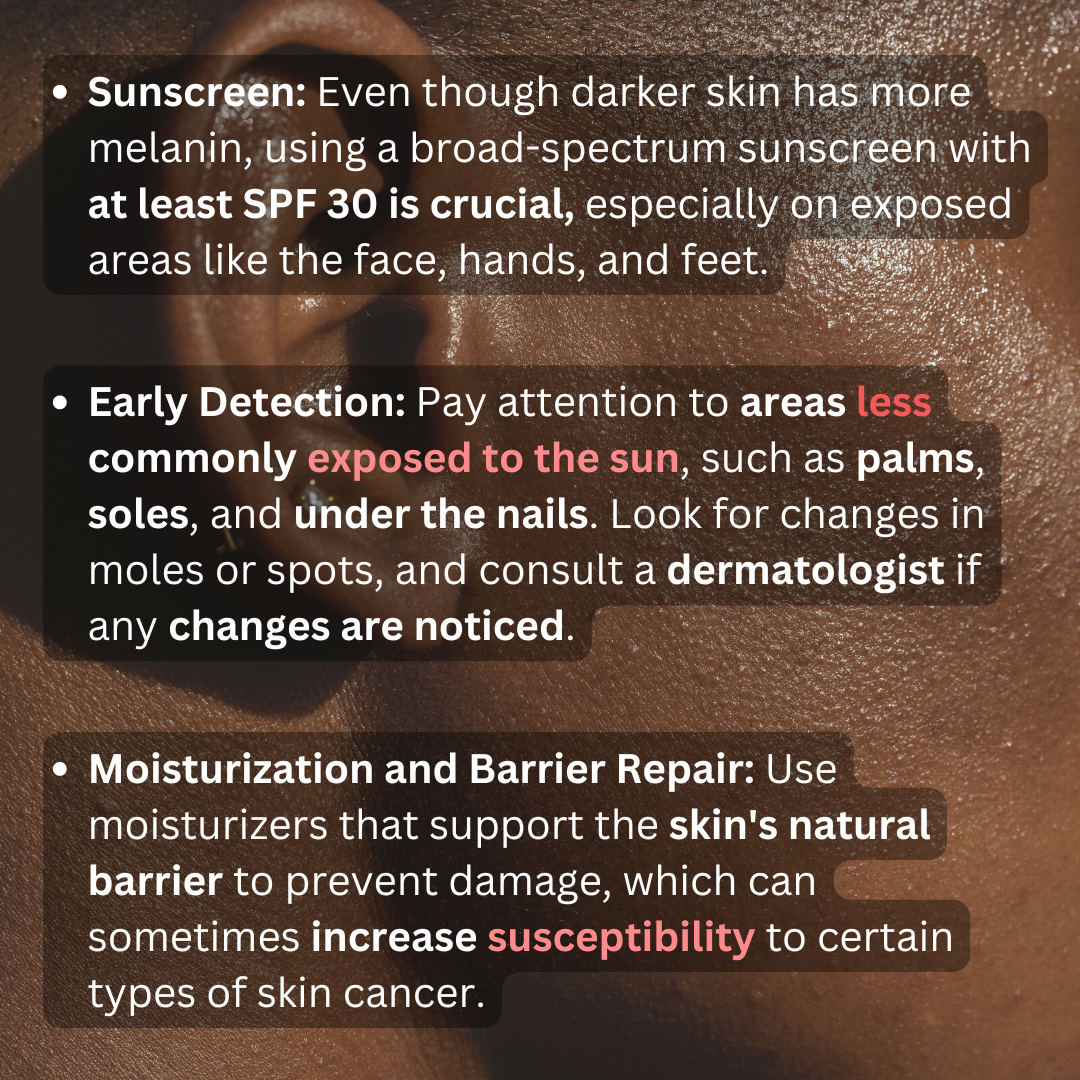 • Sunscreen: Even though darker skin has more
melanin, using a broad-spectrum sunscreen with
at least SPF 30 is crucial, especially on exposed
areas like the face, hands, and feet.
• Early Detection: Pay attention to areas less
commonly exposed to the sun, such as palms,
soles, and under the nails. Look for changes in
moles or spots, and consult a dermatologist if
any changes are noticed.
• Moisturization and Barrier Repair: Use
moisturizers that support the skin's natural
barrier to prevent damage, which can
sometimes increase susceptibility to certain
types of skin cancer.